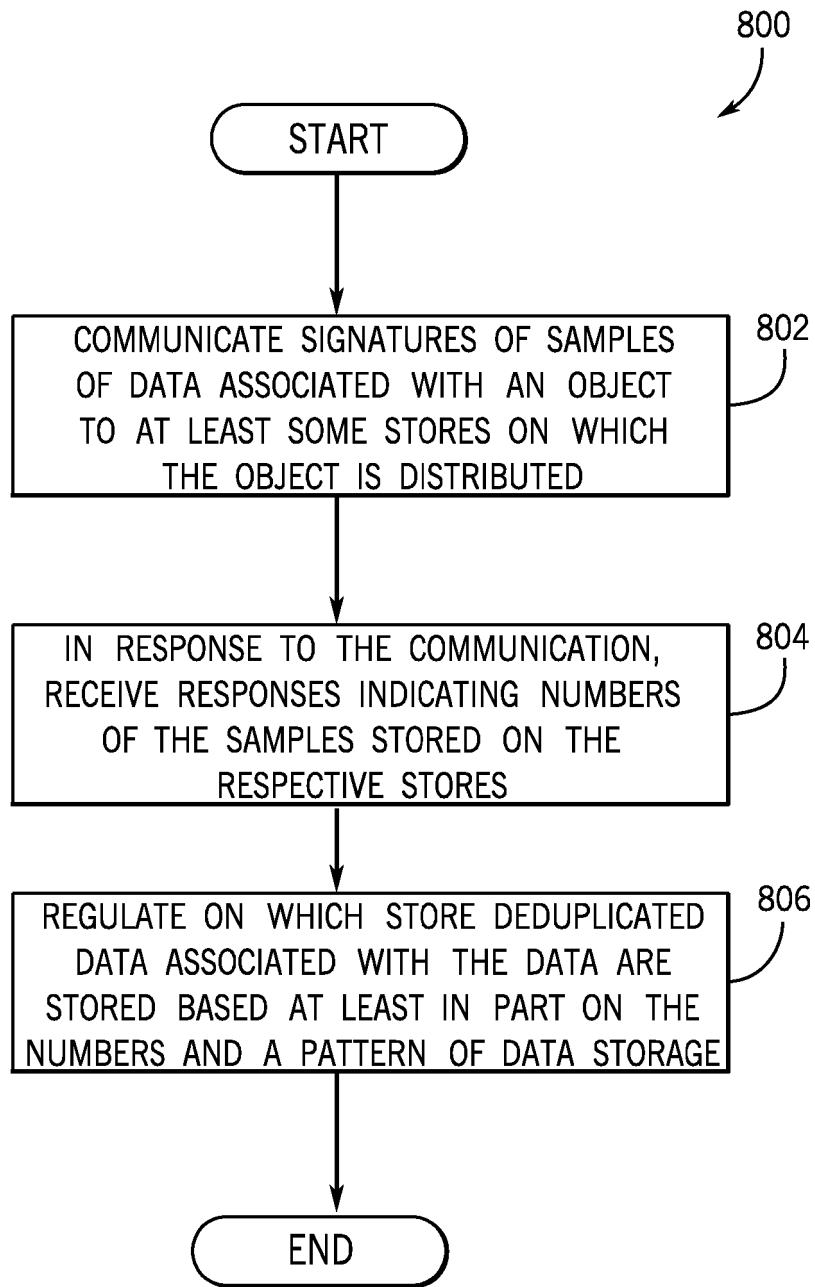 800
START
COMMUNICATE SIGNATURES OF SAMPLES
OF DATA ASSOCIATED WITH AN OBJECT
TO AT LEAST SOME STORES ON WHICH
THE OBJECT IS DISTRIBUTED
802
IN RESPONSE TO THE COMMUNICATION,
RECEIVE RESPONSES INDICATING NUMBERS
OF THE SAMPLES STORED ON THE
RESPECTIVE STORES
804
REGULATE ON WHICH STORE DEDUPLICATED
DATA ASSOCIATED WITH THE DATA ARE
STORED BASED AT LEAST IN PART ON THE
NUMBERS AND A PATTERN OF DATA STORAGE
806
END